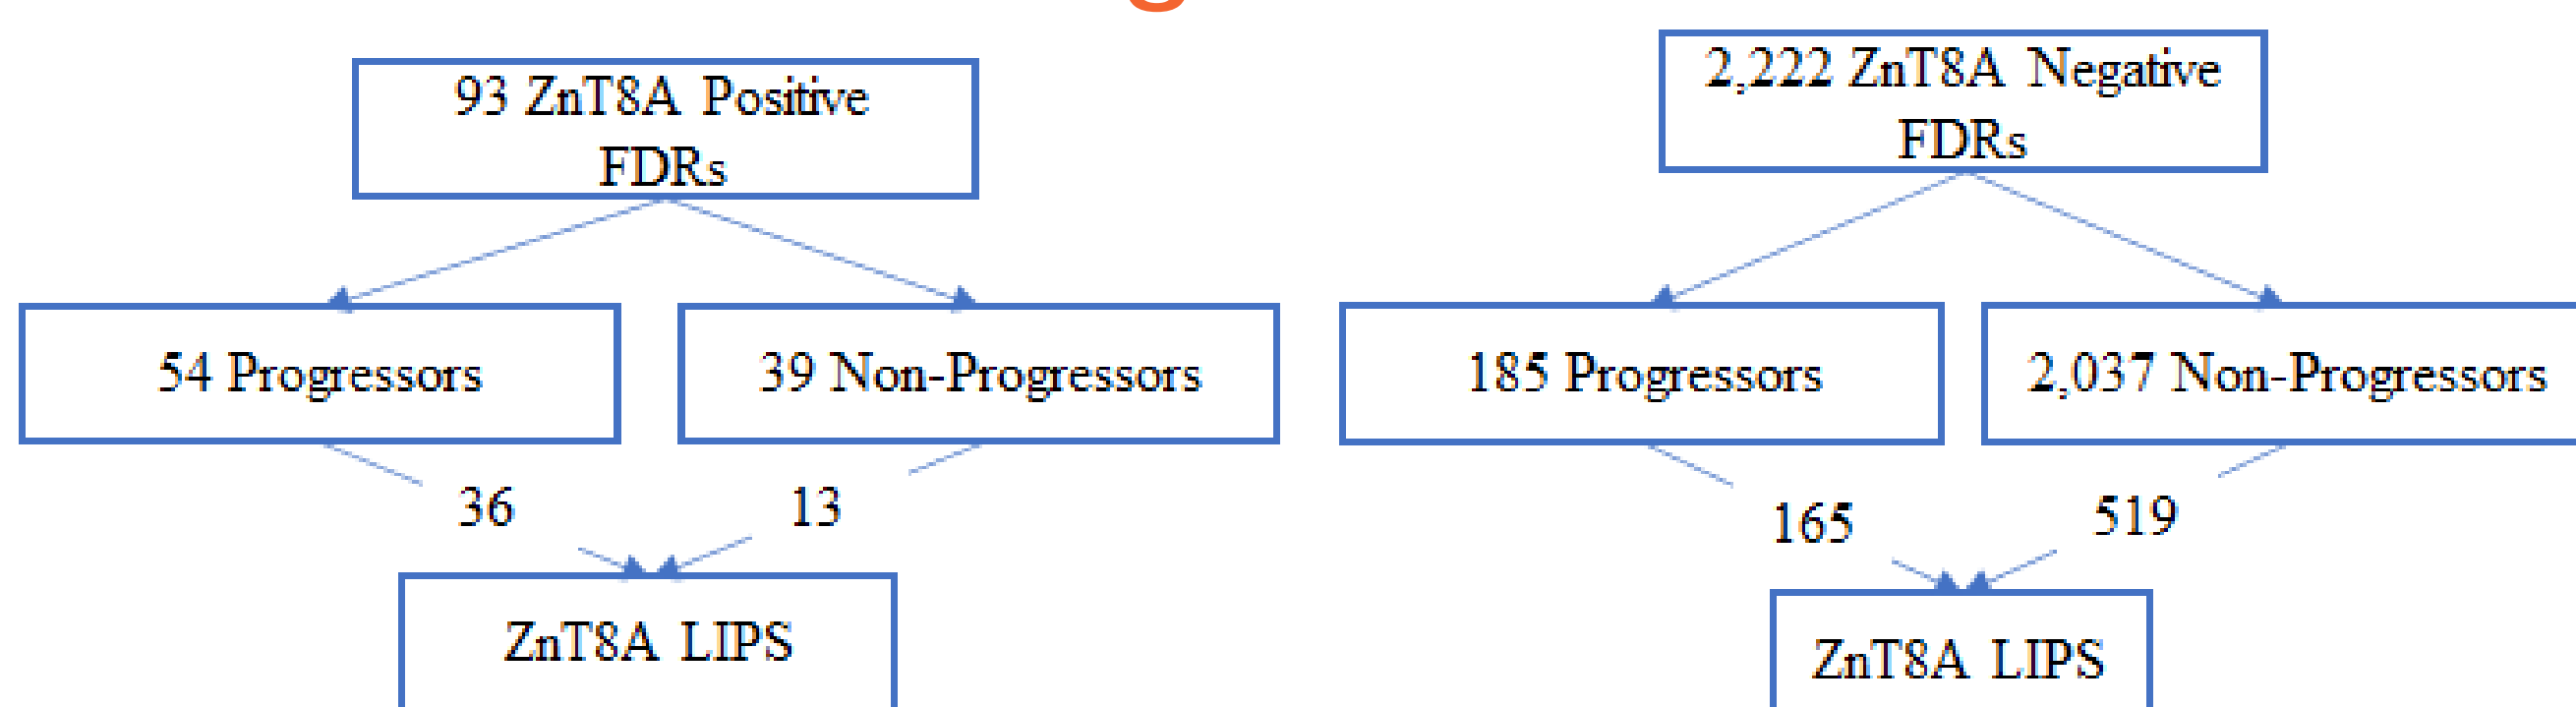 93 ZnT8A Positive
FDRs
2,222 ZnT8A Negative
FDRs
54 Progressors
39 Non-Progressors
185 Progressors
2,037 Non-Progressors
36
13
165
519
ZnT8A LIPS
ZnT8A LIPS